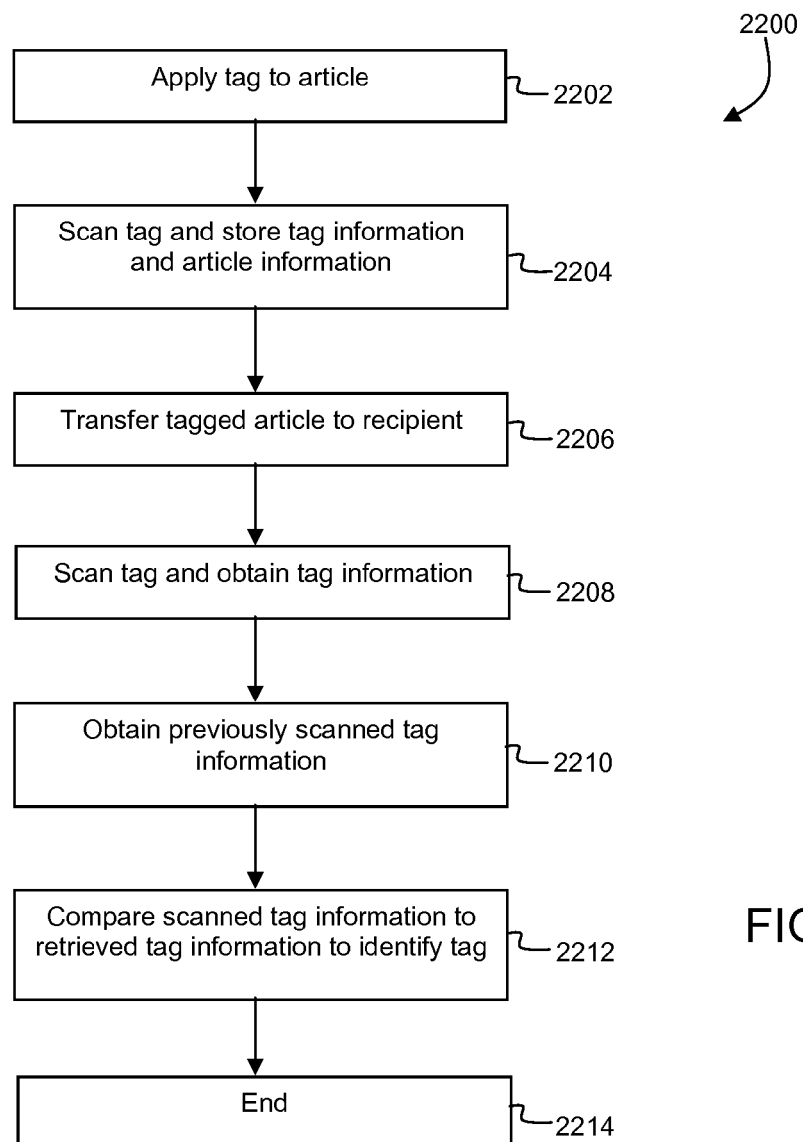 2200
Apply tag to article
2202
Scan tag and store tag information
and article information
2204
Transfer tagged article to recipient
2206
Scan tag and obtain tag information
2208
Obtain previously scanned tag
information
2210
Compare scanned tag information to
retrieved tag information to identify tag
2212
FIG
End
2214